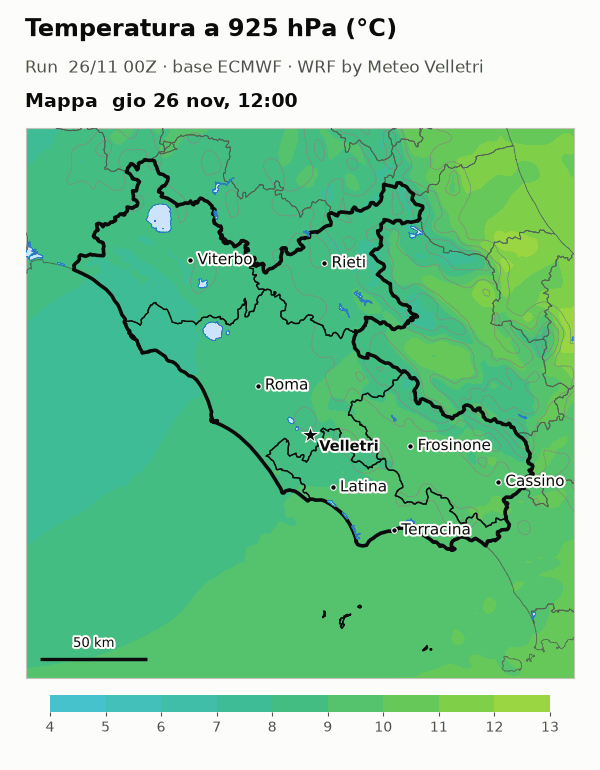 Temperatura a 925 hPa (°C)
Run  26/11 00Z · base ECMWF · WRF by Meteo Velletri
Mappa  gio 26 nov, 12:00
Viterbo
Rieti
Roma
Velletri
Frosinone
Latina
Cassino
Terracina
50 km
4 5 6 7 8 9 10 11 12 13